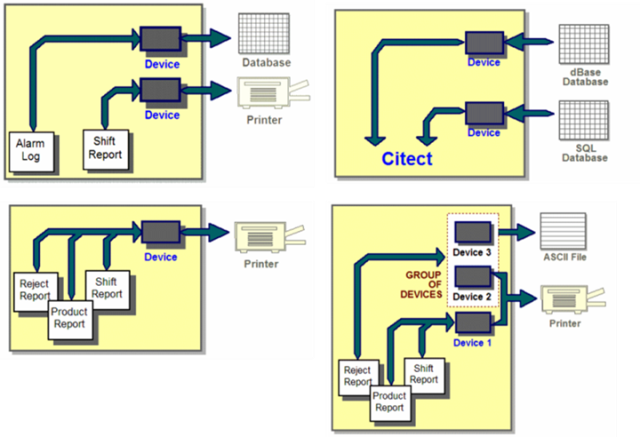 Device
Database
Device
Printer
Alarm
Log
Shift
Report
Device
dBase
Database
Device
SQL
Database
Citect
Device
Printer
Reject
Report
Product
Report
Shift
Report
Device 3
ASCII File
GROUP
OF
DEVICES
Device 2
Printer
Device 1
Reject
Report
Product
Report
Shift
Report